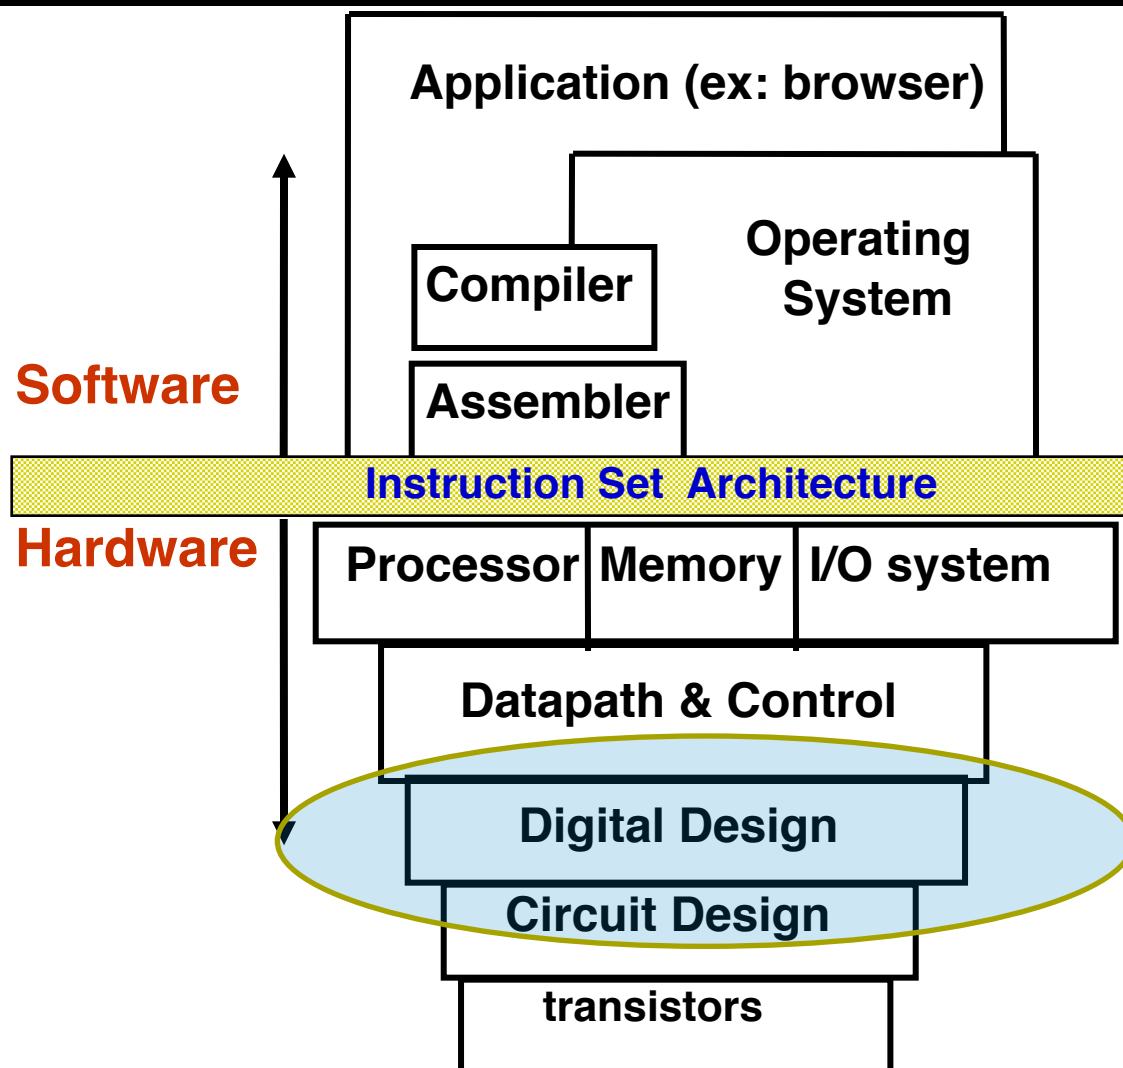 Application (ex: browser)
Operating
System
Compiler
Assembler
Software
Instruction Set Architecture
Hardware
Processor Memory I/O system
Datapath & Control
Digital Design
Circuit Design
transistors